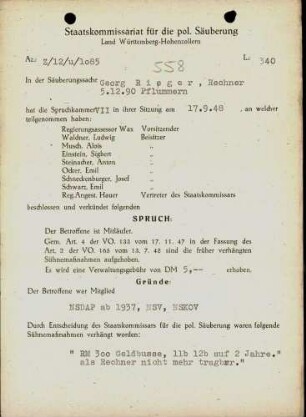 Staatskommissariat für die pol. Säuberung
Land Württemberg-Hohenzollern
Az.: Z/12/u/1085
558
L: 340
In der Säuberungssache Georg Rieger, Rechner
5.12.90 Pflummern
hat die Spruchkammer VII in ihrer Sitzung am 17.9.48 , an welcher
teilgenommen haben:
Regierungsassessor Wax Vorsitzender
Waldner, Ludwig Beisitzer
Musch, Alois "
Einstein, Sigbert "
Steinacher, Anton "
Ocker, Emil "
Schneckenburger, Josef "
Schwart, Emil "
Reg.Angest. Heuer Vertreter des Staatskommissars
beschlossen und verkündet folgenden
SPRUCH:
Der Betroffene ist Mitläufer.
Gem. Art. 4 der VO. 133 vom 17. 11. 47 in der Fassung des
Art. 2 der VO. 165 vom 13. 7. 48 sind die früher verhängten
Sühnemaßnahmen aufgehoben.
Es wird eine Verwaltungsgebühr von DM 5,-- erhoben.
Gründe:
Der Betroffene war Mitglied
NSDAP ab 1937, NSV, NSKOV
Durch Entscheidung des Staatskommissars für die pol. Säuberung waren folgende
Sühnemaßnahmen verhängt worden:
" RM 300 Geldbusse, 11b 12b auf 2 Jahre.
als Rechner nicht mehr tragbar."